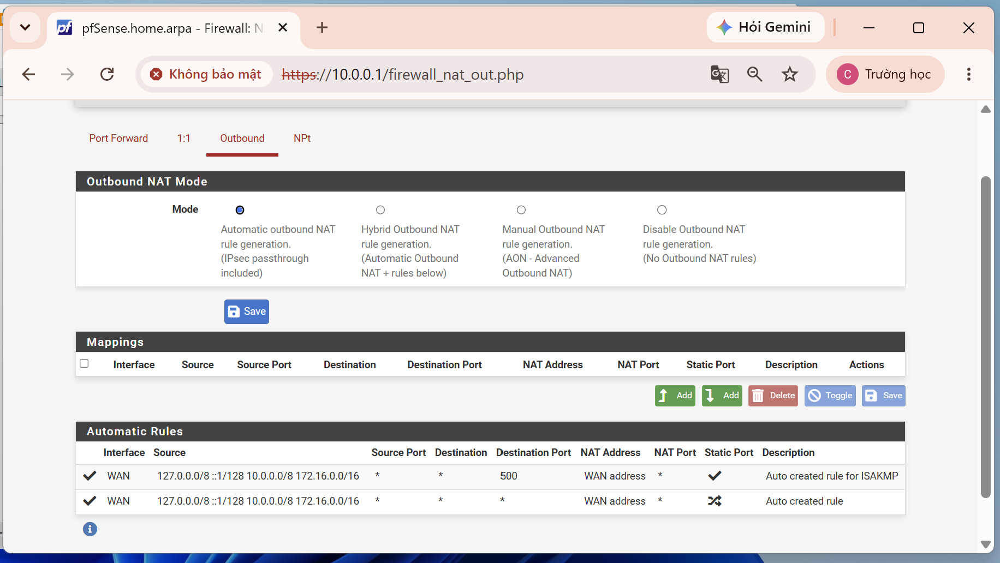 pf pfSense.home.arpa - Firewall: N
Hỏi Gemini
Không bảo mật https://10.0.0.1/firewall_nat_out.php
C Trường học
Port Forward 1:1 Outbound NPt
Outbound NAT Mode
Mode
Automatic outbound NAT
rule generation.
(IPsec passthrough
included)
Hybrid Outbound NAT
rule generation.
(Automatic Outbound
NAT + rules below)
Manual Outbound NAT
rule generation.
(AON - Advanced
Outbound NAT)
Disable Outbound NAT
rule generation.
(No Outbound NAT rules)
Save
Mappings
Interface Source Source Port Destination Destination Port NAT Address NAT Port Static Port Description Actions
Add Add Delete Toggle Save
Automatic Rules
Interface Source Source Port Destination Destination Port NAT Address NAT Port Static Port Description
WAN 127.0.0.0/8 ::1/128 10.0.0.0/8 172.16.0.0/16 * * 500 WAN address * Auto created rule for ISAKMP
WAN 127.0.0.0/8 ::1/128 10.0.0.0/8 172.16.0.0/16 * * * WAN address * Auto created rule